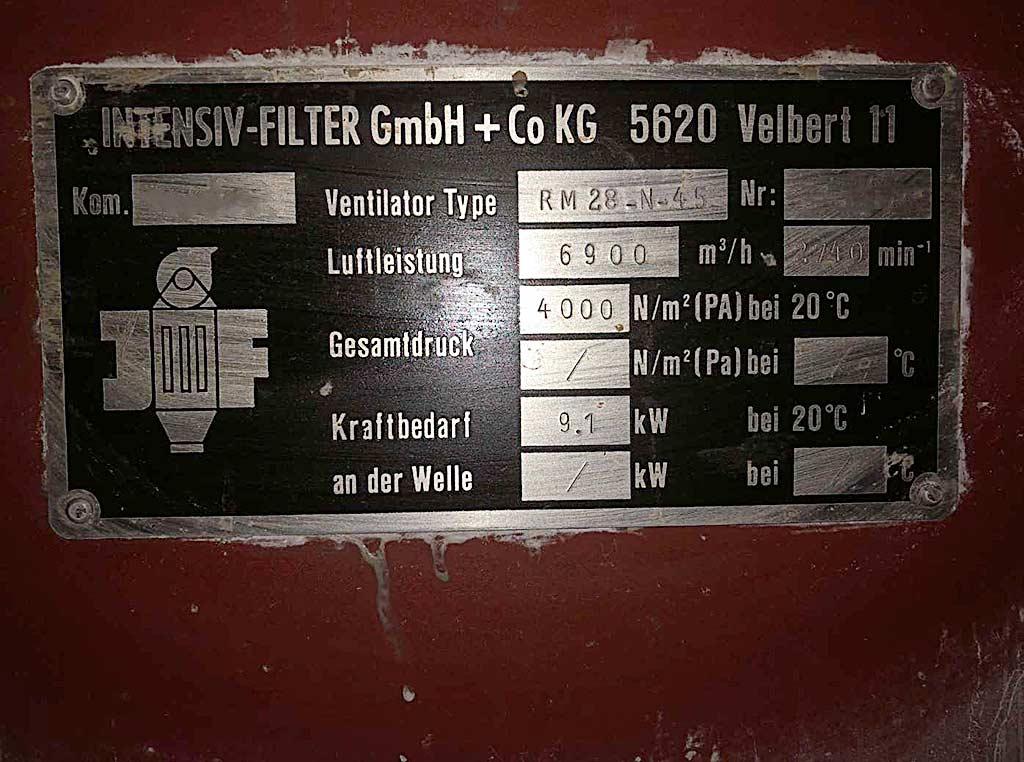 INTENSIV-FILTER GmbH + Co KG 5620 Velbert 11
Kom. Ventilator Type RM 28-N-45 Nr:
Luftleistung 6900 m³/h min⁻¹
4000 N/m² (PA) bei 20 °C
Gesamtdruck
/ N/m² (Pa) bei / °C
Kraftbedarf 9.1 kW bei 20°C
an der Welle / kW bei / °C